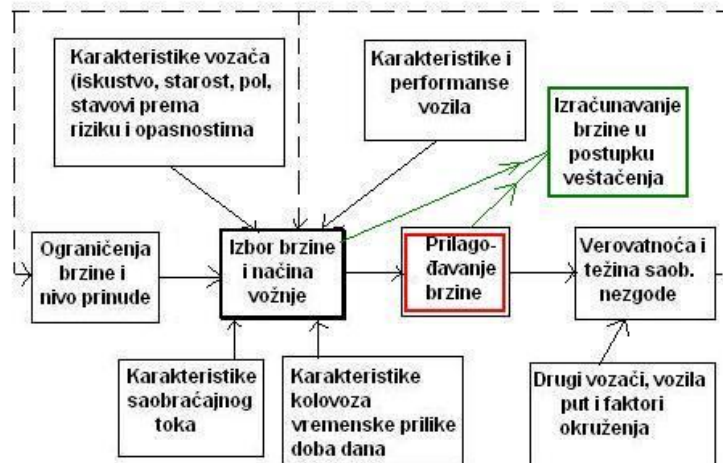 Karakteristike vozača
(iskustvo, starost, pol,
stavovi prema
riziku i opasnostima
Karakteristike i
performanse
vozila
Izračunavanje
brzine u
postupku
veštačenja
Ograničenja
brzine i
nivo prinude
Izbor brzine
i načina
vožnje
Prilago-
đavanje
brzine
Verovatnoća i
težina saob.
nezgode
Karakteristike
saobraćajnog
toka
Karakteristike
kolovoza
vremenske prilike
doba dana
Drugi vozači, vozila
put i faktori
okruženja